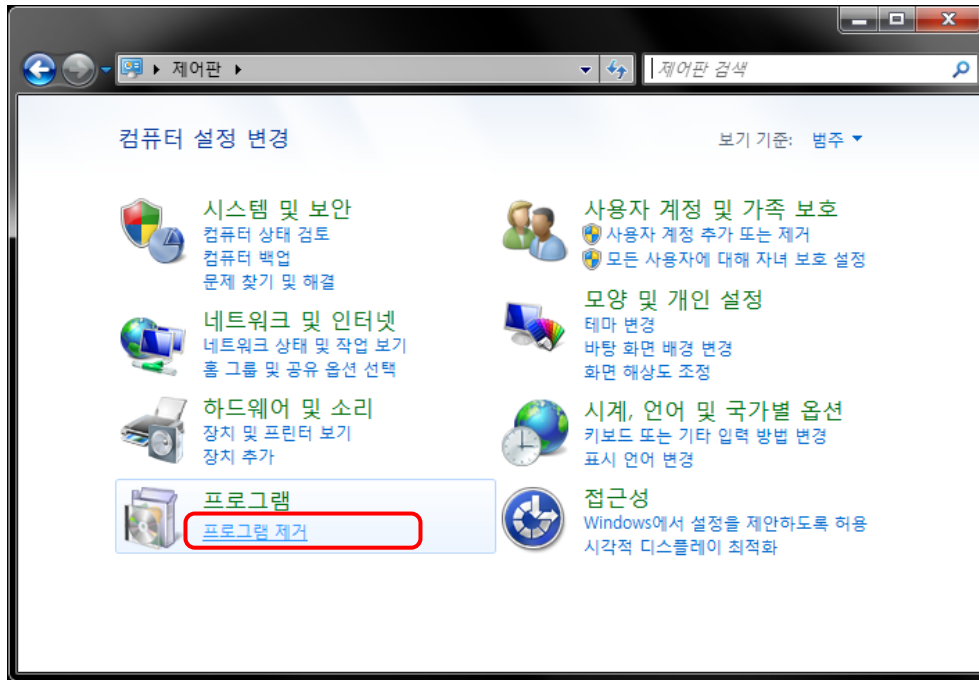 제어판
제어판 검색
컴퓨터 설정 변경
보기 기준: 범주
시스템 및 보안
컴퓨터 상태 검토
컴퓨터 백업
문제 찾기 및 해결
네트워크 및 인터넷
네트워크 상태 및 작업 보기
홈 그룹 및 공유 옵션 선택
하드웨어 및 소리
장치 및 프린터 보기
장치 추가
프로그램
프로그램 제거
사용자 계정 및 가족 보호
사용자 계정 추가 또는 제거
모든 사용자에 대해 자녀 보호 설정
모양 및 개인 설정
테마 변경
바탕 화면 배경 변경
화면 해상도 조정
시계, 언어 및 국가별 옵션
키보드 또는 기타 입력 방법 변경
표시 언어 변경
접근성
Windows에서 설정을 제안하도록 허용
시각적 디스플레이 최적화